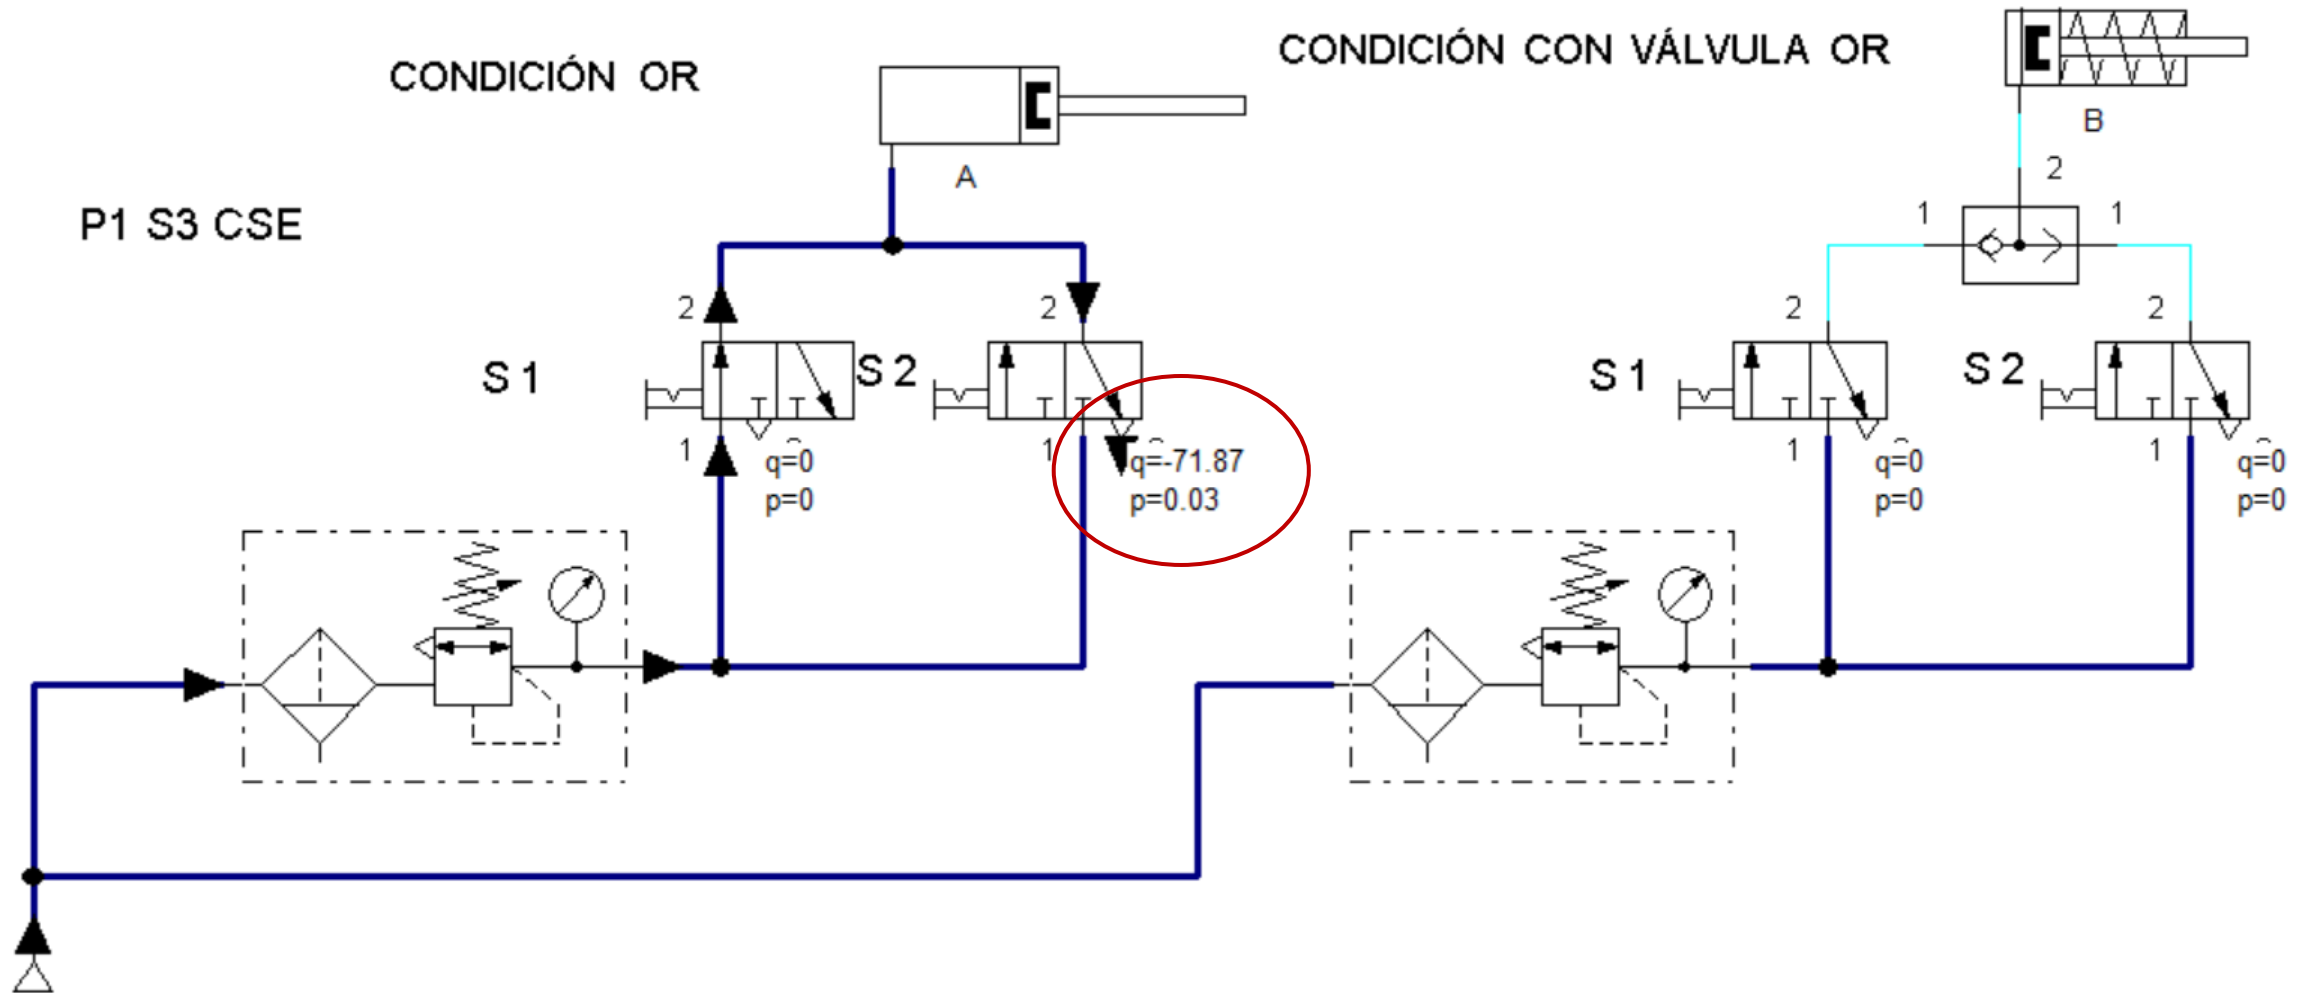 CONDICIÓN OR
CONDICIÓN CON VÁLVULA OR
A
B
P1 S3 CSE
2
1
1
2
2
2
2
S 1
S 2
S 1
S 2
1
1
1
1
q=0
p=0
q=-71.87
p=0.03
q=0
p=0
q=0
p=0